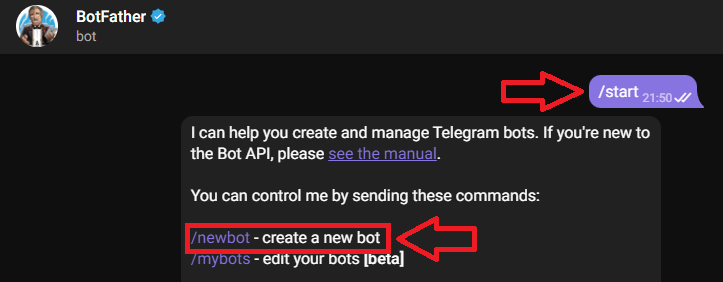 BotFather
bot
/start 21:50
I can help you create and manage Telegram bots. If you're new to
the Bot API, please see the manual.
You can control me by sending these commands:
/newbot - create a new bot
/mybots - edit your bots [beta]